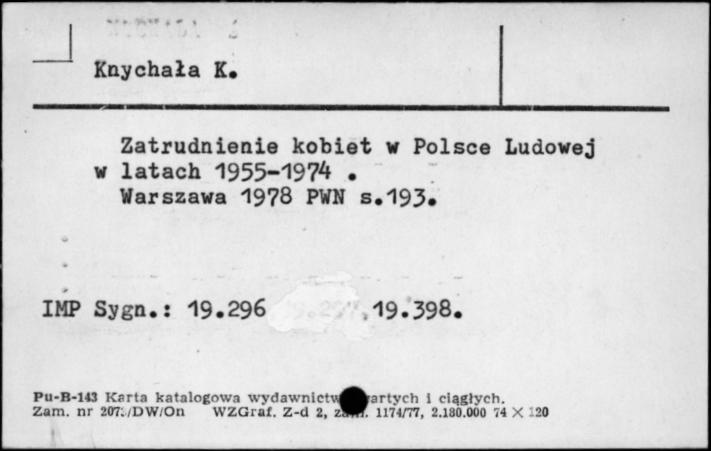 Knychała K.
Zatrudnienie kobiet w Polsce Ludowej
w latach 1955-1974 .
Warszawa 1978 PWN s.193.
IMP Sygn.: 19.296 19.398.
Pu-B-143 Karta katalogowa wydawnictw i ciągłych.
Zam. nr /DW/On WZGraf. Z-d 2, 1174/77, 2.180.000 74 X 120